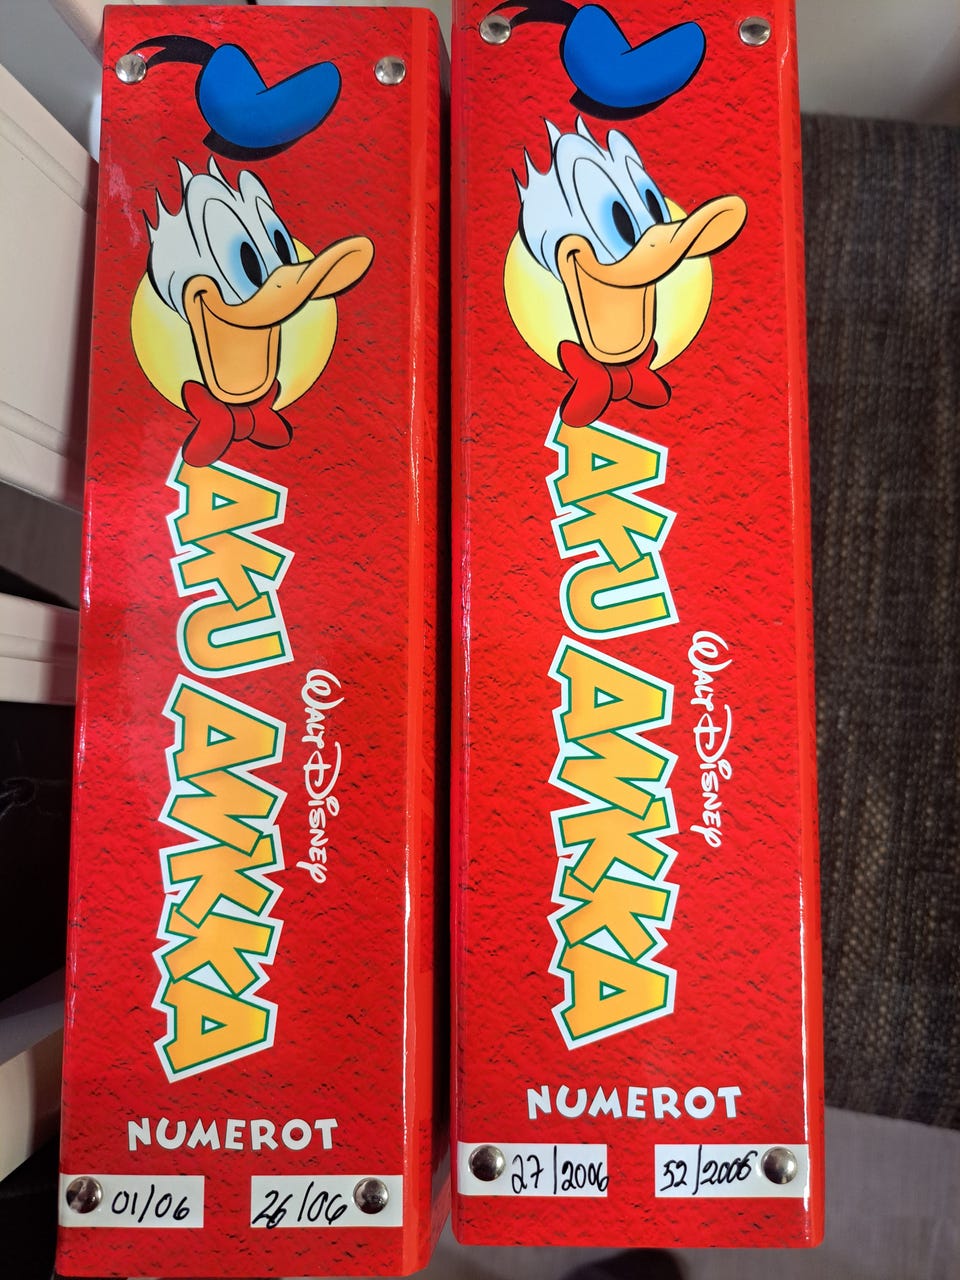 AKU ANKKA
WALT DISNEY
NUMEROT
01/06 26/06
AKU ANKKA
WALT DISNEY
NUMEROT
27/2006 52/2006